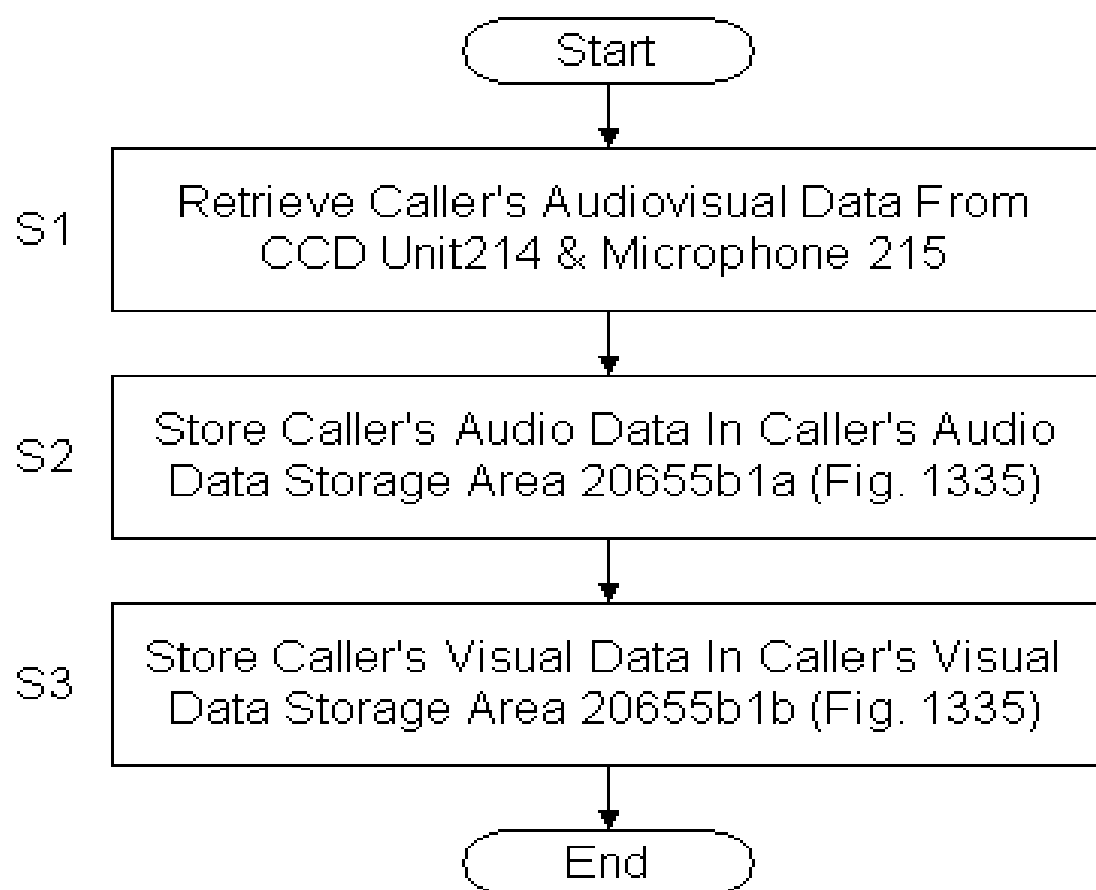 Start
S1
Retrieve Caller's Audiovisual Data From
CCD Unit214 & Microphone 215
S2
Store Caller's Audio Data In Caller's Audio
Data Storage Area 20655b1a (Fig. 1335)
S3
Store Caller's Visual Data In Caller's Visual
Data Storage Area 20655b1b (Fig. 1335)
End